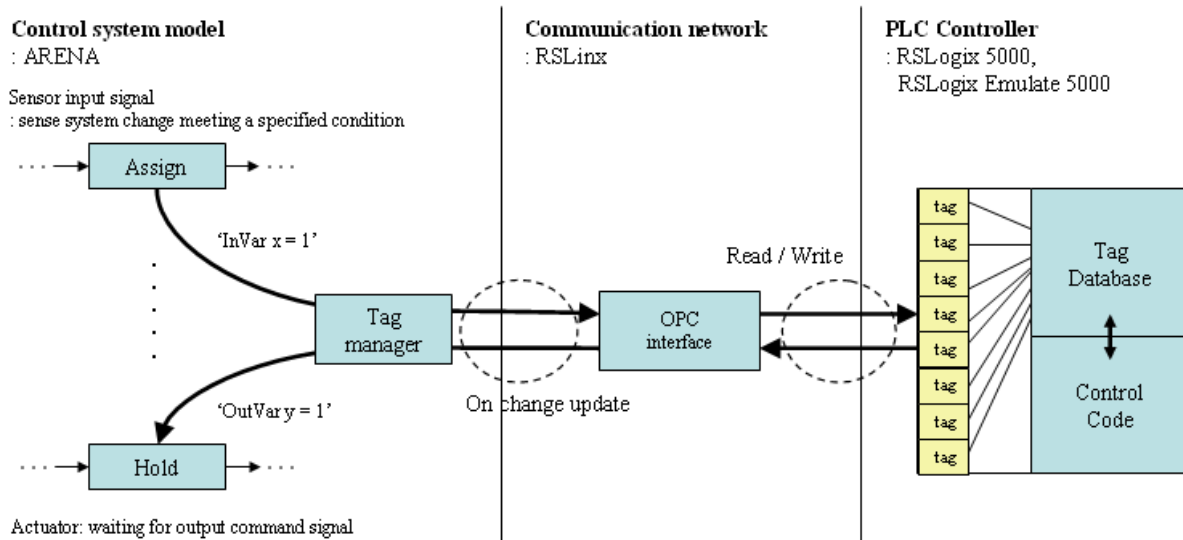 Control system model
: ARENA
Communication network
: RSLinx
PLC Controller
: RSLogix 5000,
RSLogix Emulate 5000
Sensor input signal
: sense system change meeting a specified condition
Assign
‘InVar x = 1’
Tag
manager
‘OutVar y = 1’
Hold
Actuator: waiting for output command signal
On change update
OPC
interface
Read / Write
tag
tag
tag
tag
tag
tag
tag
tag
Tag
Database
Control
Code